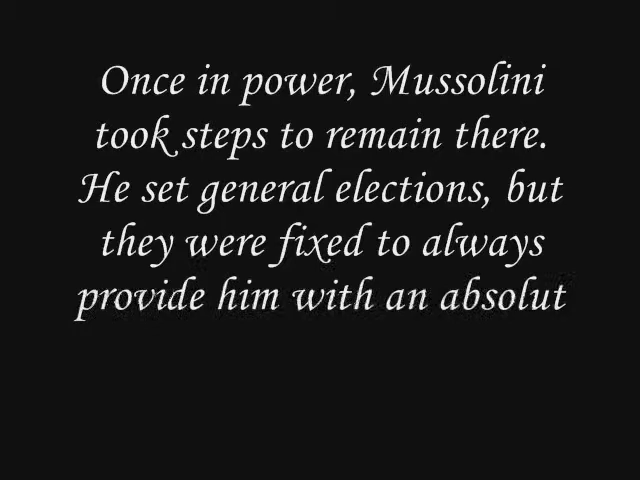 Once in power, Mussolini
took steps to remain there.
He set general elections, but
they were fixed to always
provide him with an absolut